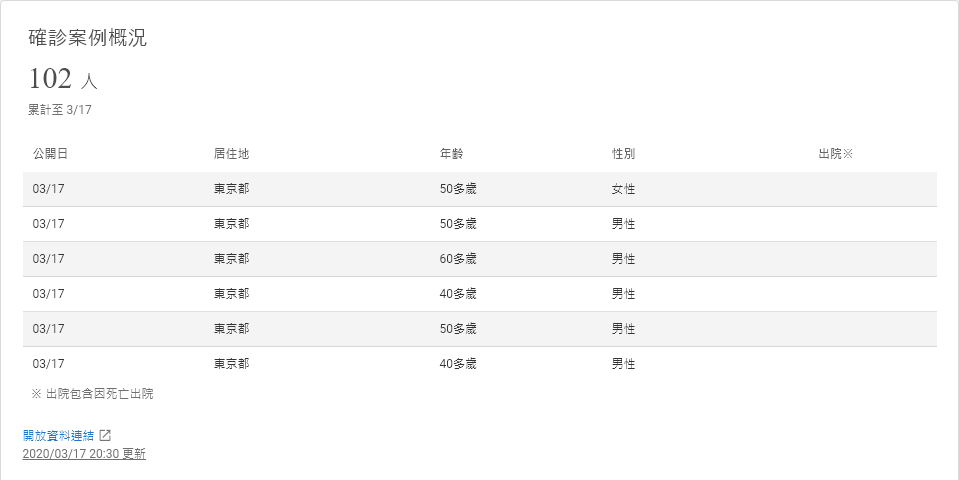 確診案例概況
102 人
累計至 3/17
公開日 居住地 年齡 性別 出院※
03/17 東京都 50多歲 女性
03/17 東京都 50多歲 男性
03/17 東京都 60多歲 男性
03/17 東京都 40多歲 男性
03/17 東京都 50多歲 男性
03/17 東京都 40多歲 男性
※ 出院包含因死亡出院
開放資料連結
2020/03/17 20:30 更新